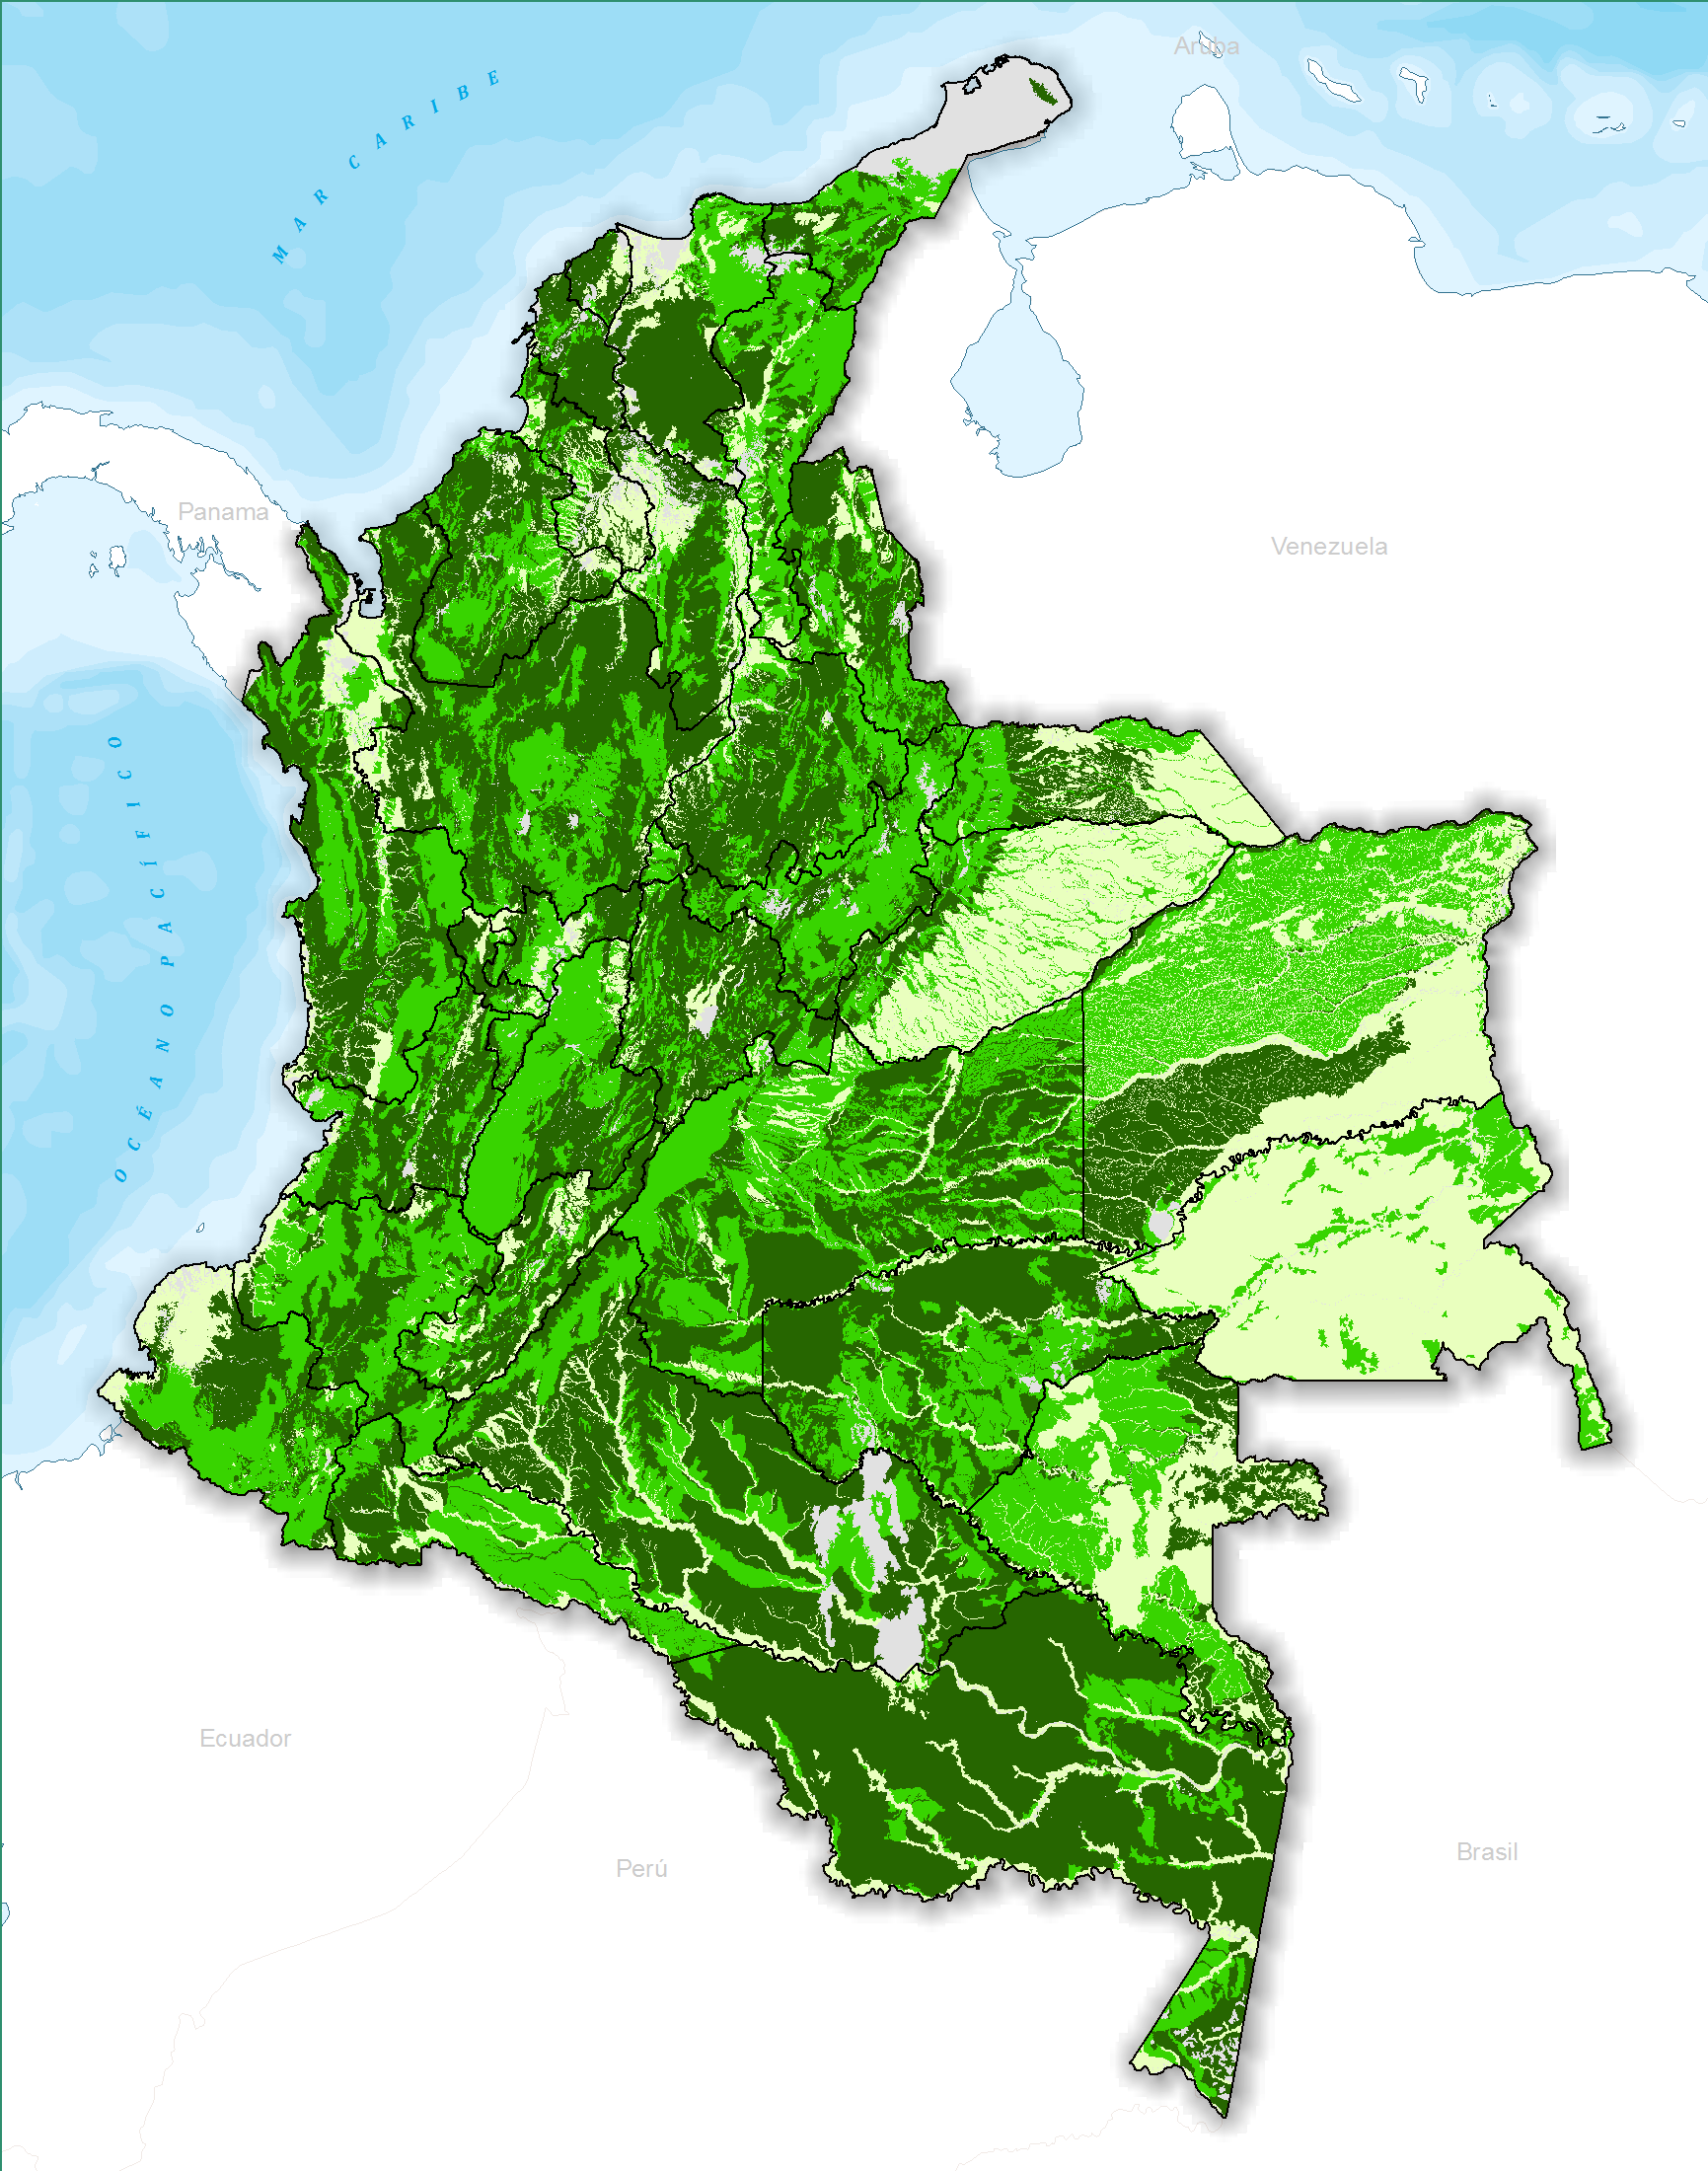 Aruba
MAR CARIBE
Panama
Venezuela
OCÉANO PACÍFICO
Ecuador
Perú
Brasil